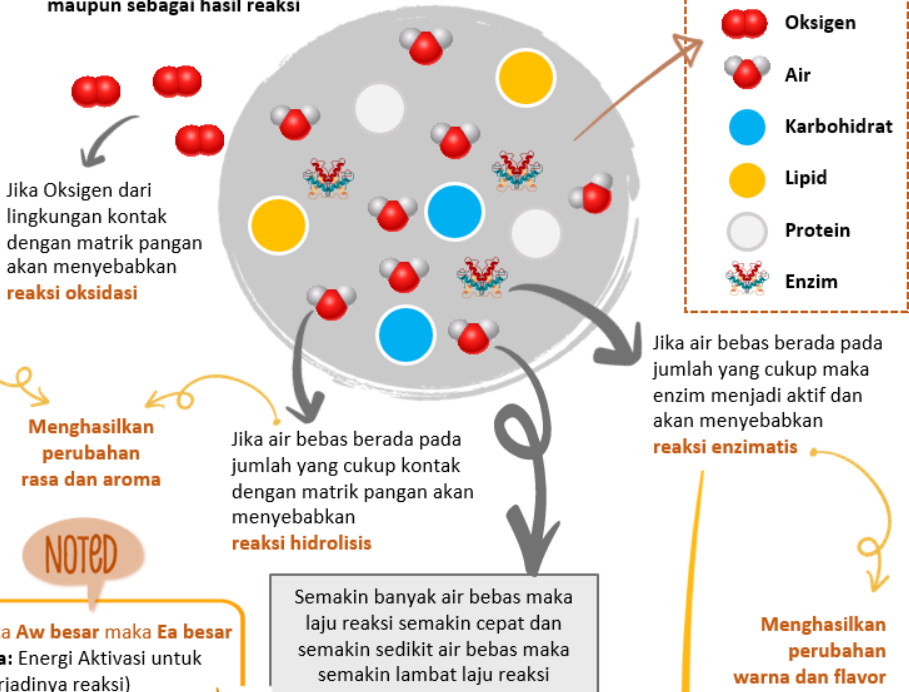 maupun sebagai hasil reaksi
Oksigen
Air
Karbohidrat
Lipid
Protein
Enzim
Jika Oksigen dari
lingkungan kontak
dengan matrik pangan
akan menyebabkan
reaksi oksidasi
Jika air bebas berada pada
jumlah yang cukup maka
enzim menjadi aktif dan
akan menyebabkan
reaksi enzimatis
Menghasilkan
perubahan
rasa dan aroma
Jika air bebas berada pada
jumlah yang cukup kontak
dengan matrik pangan akan
menyebabkan
reaksi hidrolisis
NOTED
Semakin banyak air bebas maka
laju reaksi semakin cepat dan
semakin sedikit air bebas maka
semakin lambat laju reaksi
Aw besar maka Ea besar
Energi Aktivasi untuk
reaksi)
Menghasilkan
perubahan
warna dan flavor